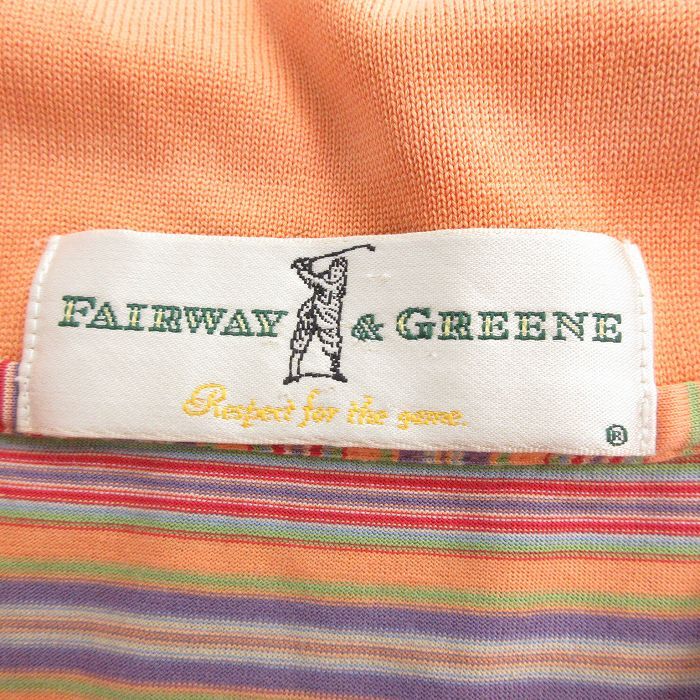 FAIRWAY & GREENE
Respect for the game.
®